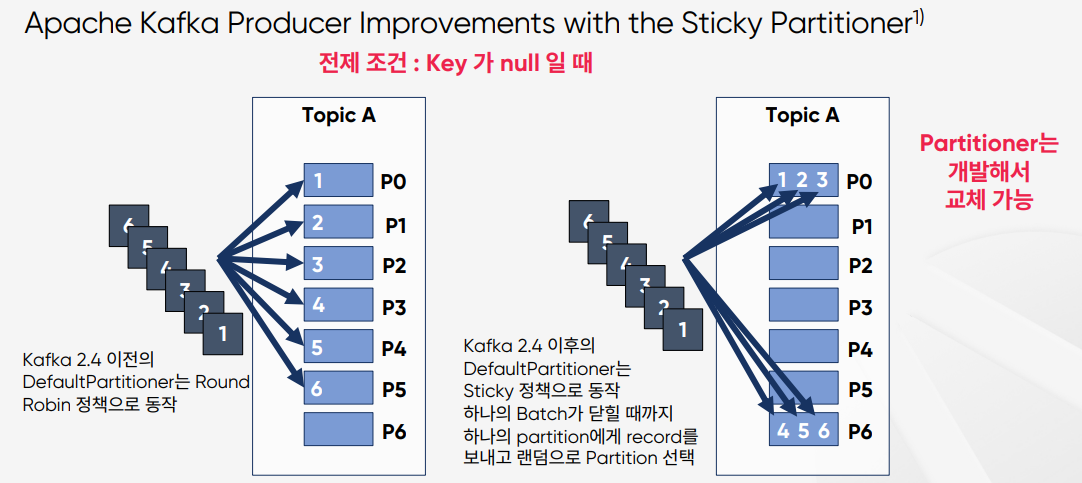 Apache Kafka Producer Improvements with the Sticky Partitioner1)
전제 조건 : Key 가 null 일 때
Topic A
1 P0
2 P1
3 P2
4 P3
5 P4
6 P5
P6
6
5
4
3
2
1
Kafka 2.4 이전의
DefaultPartitioner는 Round
Robin 정책으로 동작
Topic A
1 2 3 P0
P1
P2
P3
P4
P5
4 5 6 P6
6
5
4
3
2
1
Kafka 2.4 이후의
DefaultPartitioner는
Sticky 정책으로 동작
하나의 Batch가 닫힐 때까지
하나의 partition에게 record를
보내고 랜덤으로 Partition 선택
Partitioner는
개발해서
교체 가능